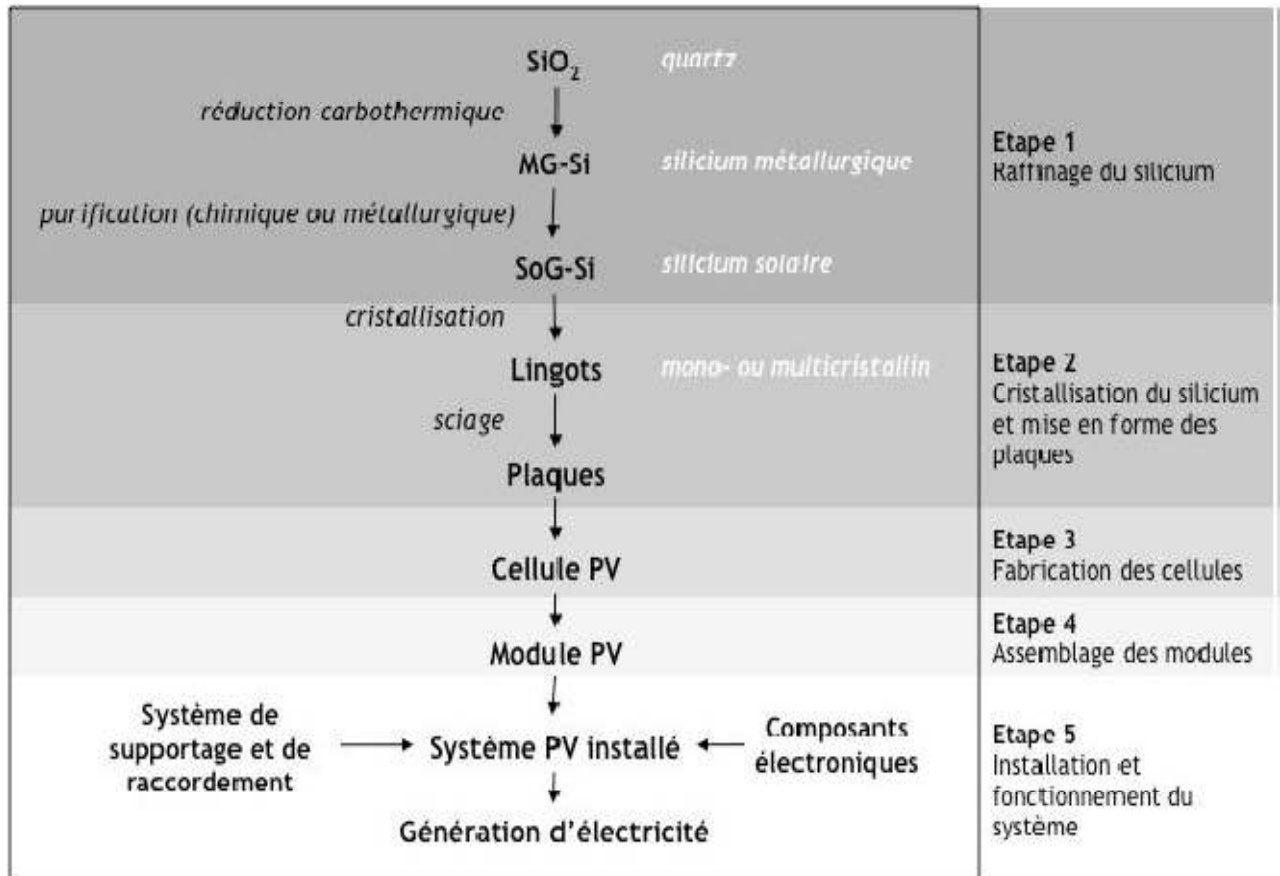 SiO₂
quartz
réduction carbothermique
MG-Si
silicium métallurgique
Etape 1
Raffinage du silicium
purification (chimique ou métallurgique)
SoG-Si
silicium solaire
cristallisation
Lingots
mono- ou multicristallin
Etape 2
Cristallisation du silicium
et mise en forme des
plaques
sciage
Plaques
Etape 3
Fabrication des cellules
Cellule PV
Etape 4
Assemblage des modules
Module PV
Système de
supportage et de
raccordement
Système PV installé
Composants
électroniques
Etape 5
Installation et
fonctionnement du
système
Génération d'électricité